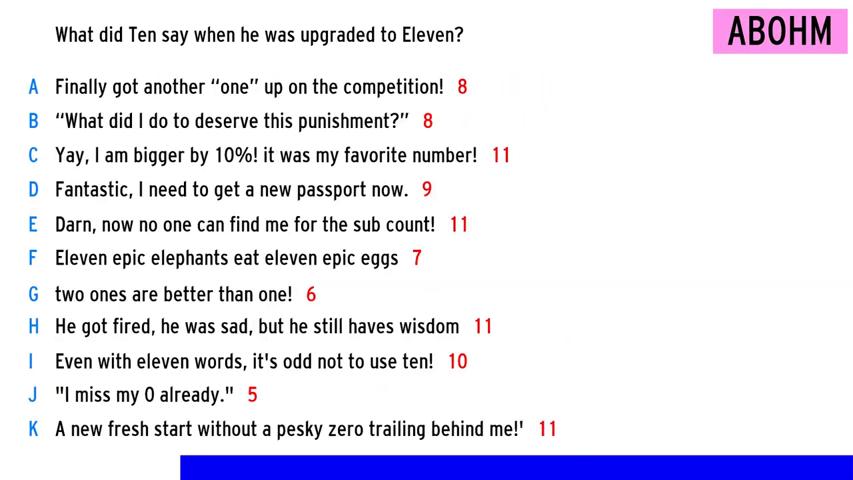 What did Ten say when he was upgraded to Eleven?
ABOHM
A Finally got another “one” up on the competition! 8
B “What did I do to deserve this punishment?” 8
C Yay, I am bigger by 10%! it was my favorite number! 11
D Fantastic, I need to get a new passport now. 9
E Darn, now no one can find me for the sub count! 11
F Eleven epic elephants eat eleven epic eggs 7
G two ones are better than one! 6
H He got fired, he was sad, but he still haves wisdom 11
I Even with eleven words, it's odd not to use ten! 10
J "I miss my 0 already." 5
K A new fresh start without a pesky zero trailing behind me!' 11